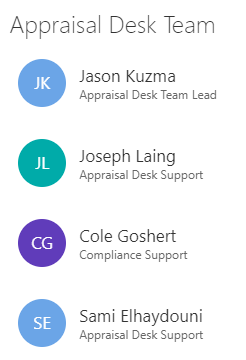 Appraisal Desk Team
JK
Jason Kuzma
Appraisal Desk Team Lead
JL
Joseph Laing
Appraisal Desk Support
CG
Cole Goshert
Compliance Support
SE
Sami Elhaydouni
Appraisal Desk Support